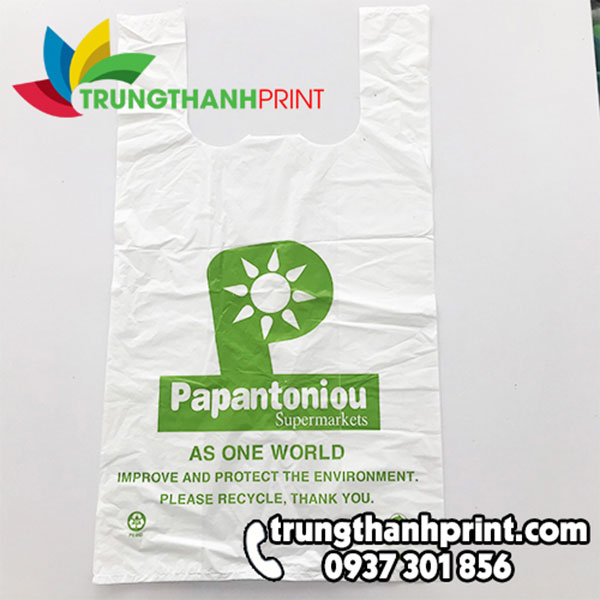 TRUNGTHANHPRINT
Papantoniou
Supermarkets
AS ONE WORLD
IMPROVE AND PROTECT THE ENVIRONMENT.
PLEASE RECYCLE, THANK YOU.
trungthanhprint.com
0937 301 856